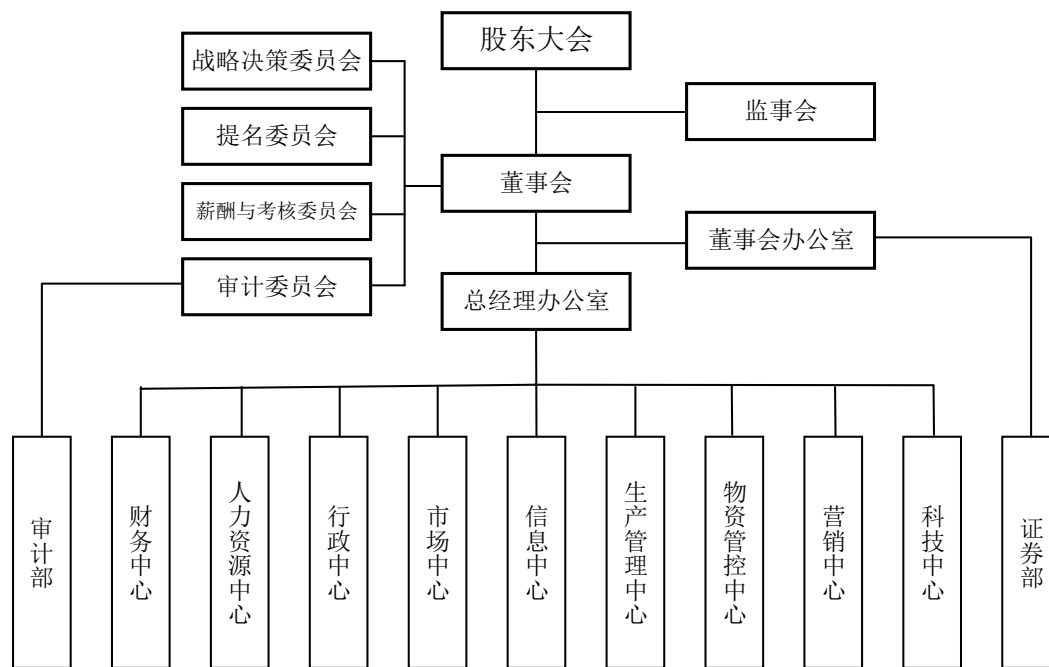 股东大会
战略决策委员会
监事会
提名委员会
董事会
薪酬与考核委员会
董事会办公室
审计委员会
总经理办公室
审计部
财务中心
人力资源中心
行政中心
市场中心
信息中心
生产管理中心
物资管控中心
营销中心
科技中心
证券部